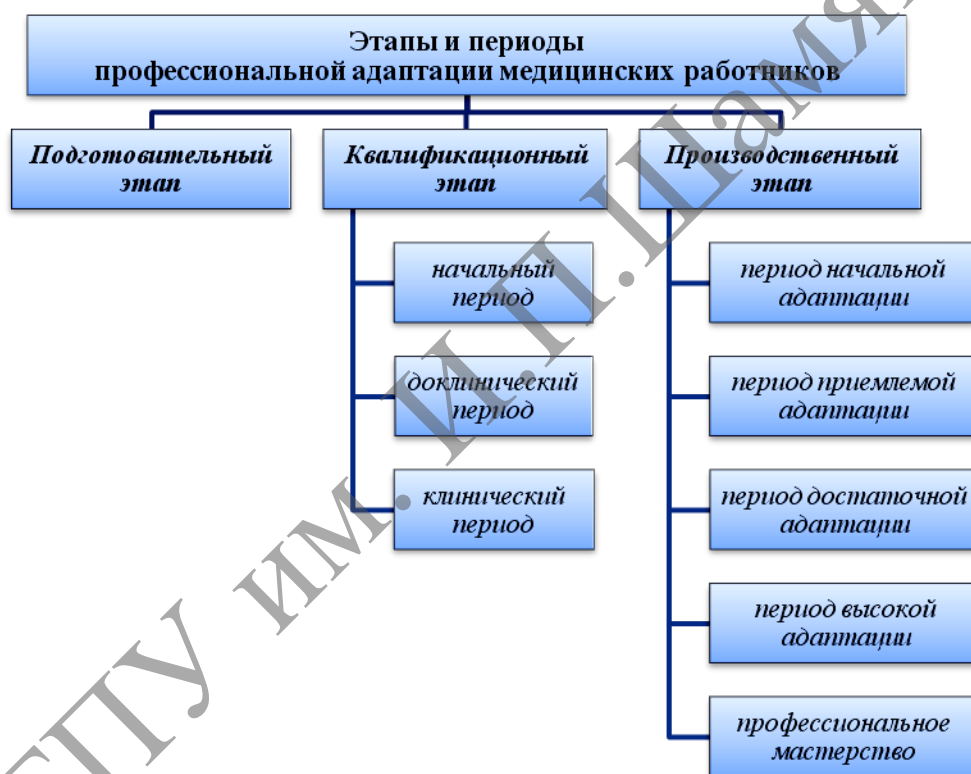 Этапы и периоды
профессиональной адаптации медицинских работников
Подготовительный
этап
Квалификационный
этап
Производственный
этап
начальный
период
доклинический
период
клинический
период
период начальной
адаптации
период приемлемой
адаптации
период достаточной
адаптации
период высокой
адаптации
профессиональное
мастерство
им. И.П.